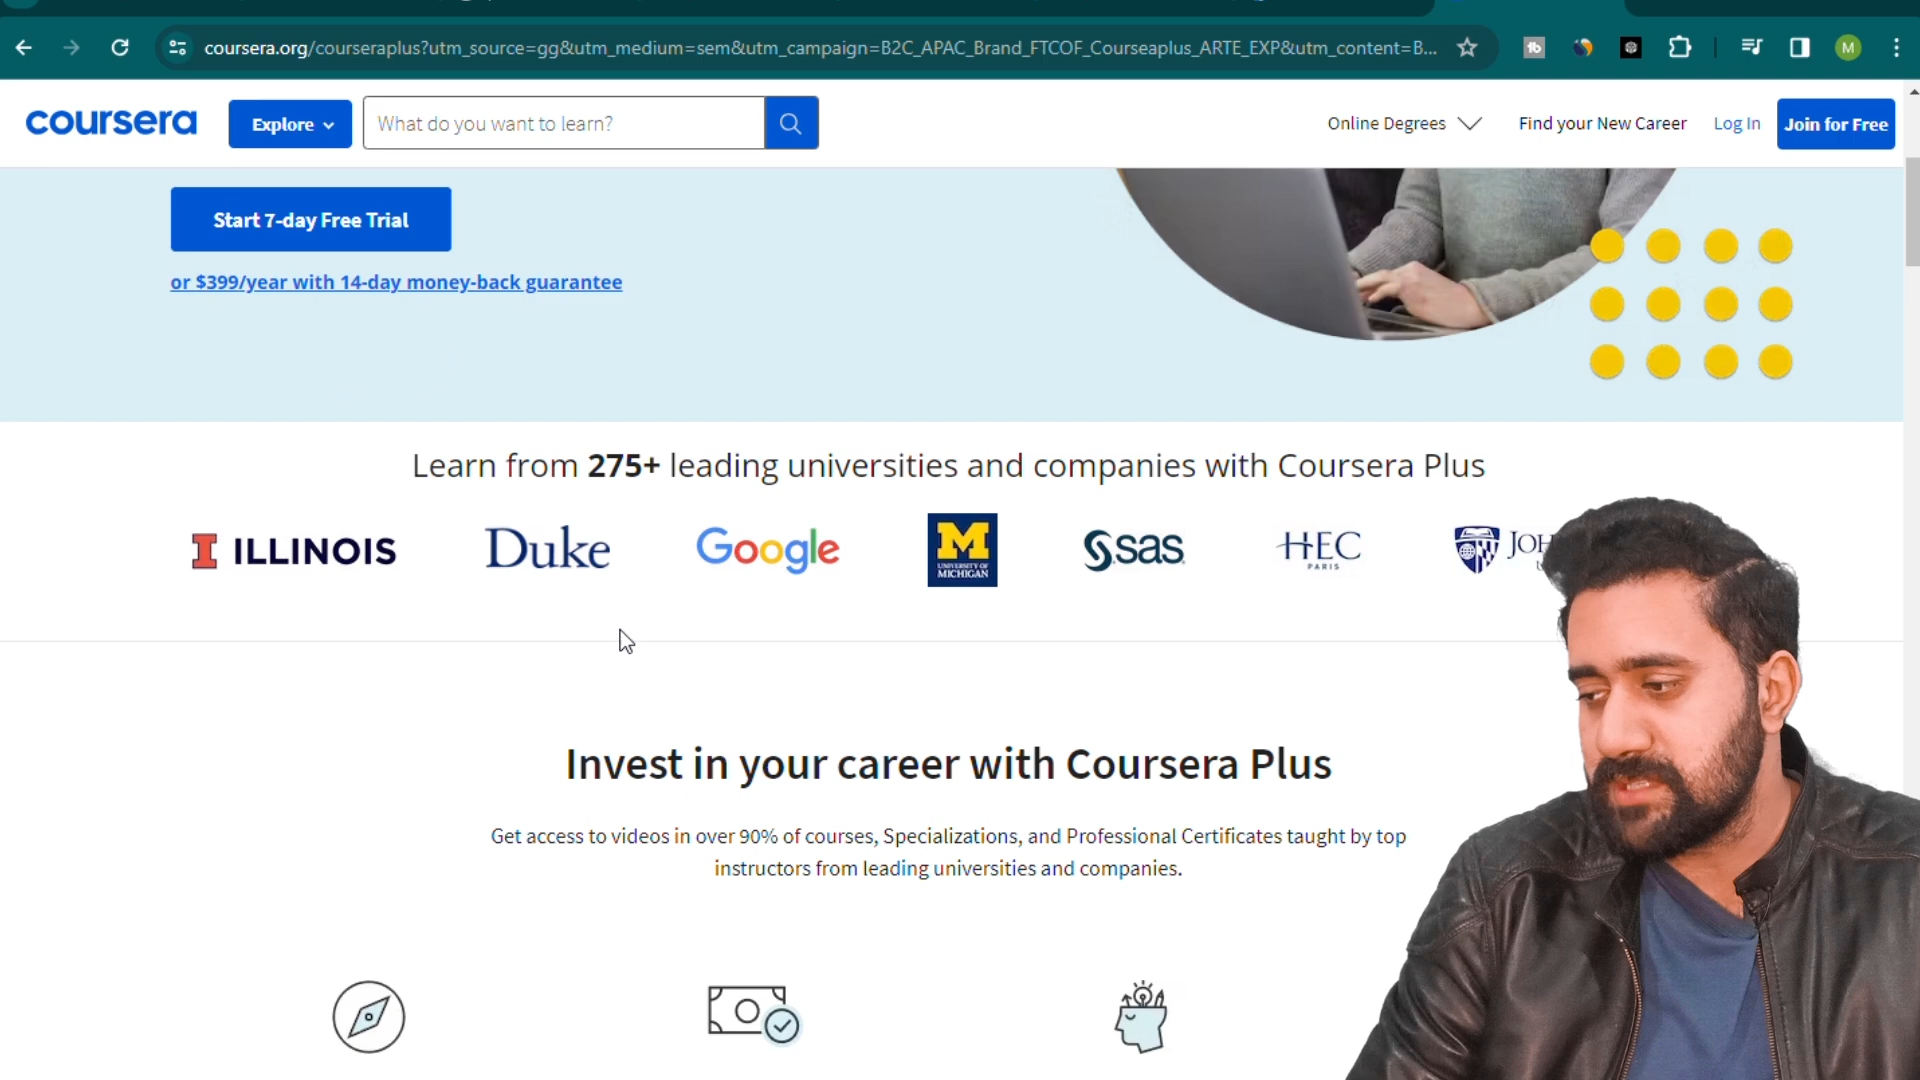 coursera.org/courseraplus?utm_source=gg&utm_medium=sem&utm_campaign=B2C_APAC_Brand_FTCOF_Courseaplus_ARTE_EXP&utm_content=B...
M
coursera
Explore
What do you want to learn?
Online Degrees
Find your New Career
Log In
Join for Free
Start 7-day Free Trial
or $399/year with 14-day money-back guarantee
Learn from 275+ leading universities and companies with Coursera Plus
I ILLINOIS
Duke
Google
M
UNIVERSITY OF
MICHIGAN
sas
HEC
PARIS
JOH
Invest in your career with Coursera Plus
Get access to videos in over 90% of courses, Specializations, and Professional Certificates taught by top
instructors from leading universities and companies.